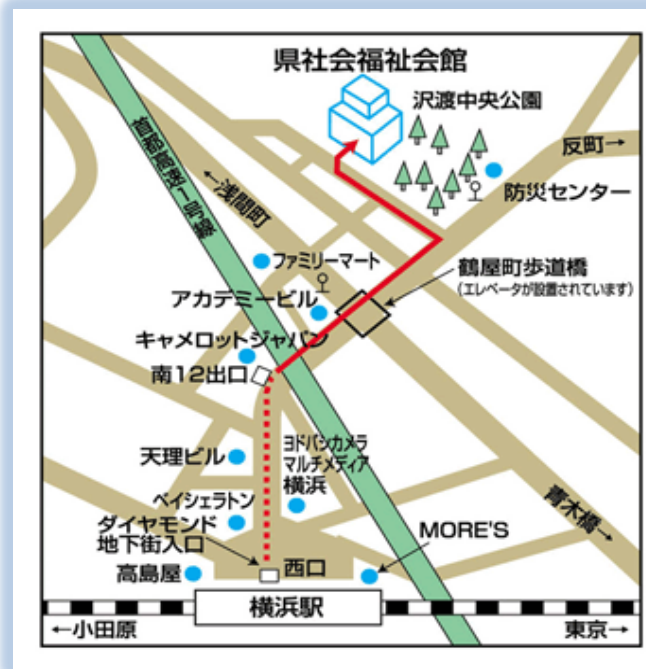 県社会福祉会館
沢渡中央公園
反町→
首都高速1号線
←浅間町
防災センター
ファミリーマート
鶴屋町歩道橋
(エレベータが設置されています)
アカデミービル
キャメロットジャパン
南12出口
ヨドバシカメラ
マルチメディア
横浜
天理ビル
ベイシェラトン
ダイヤモンド
地下街入口
青木橋→
MORE'S
高島屋
西口
横浜駅
←小田原
東京→